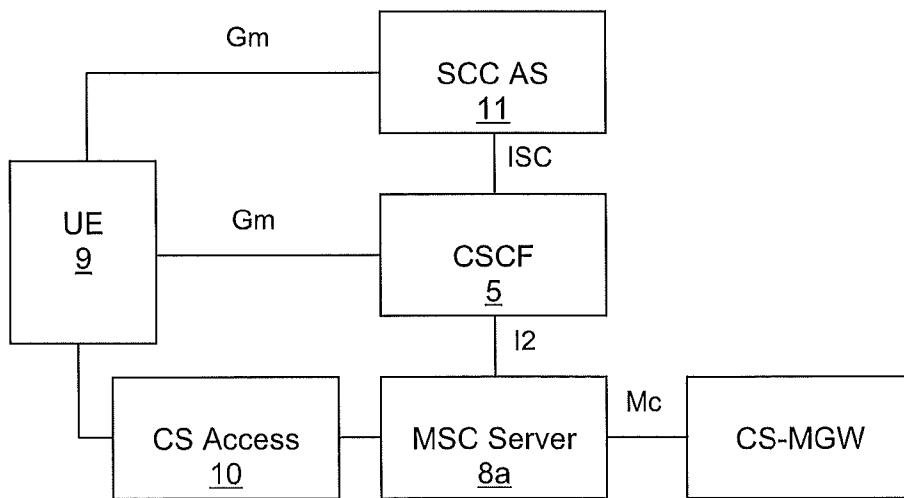 Gm
SCC AS
11
ISC
UE
9
Gm
CSCF
5
I2
CS Access
10
MSC Server
8a
Mc
CS-MGW